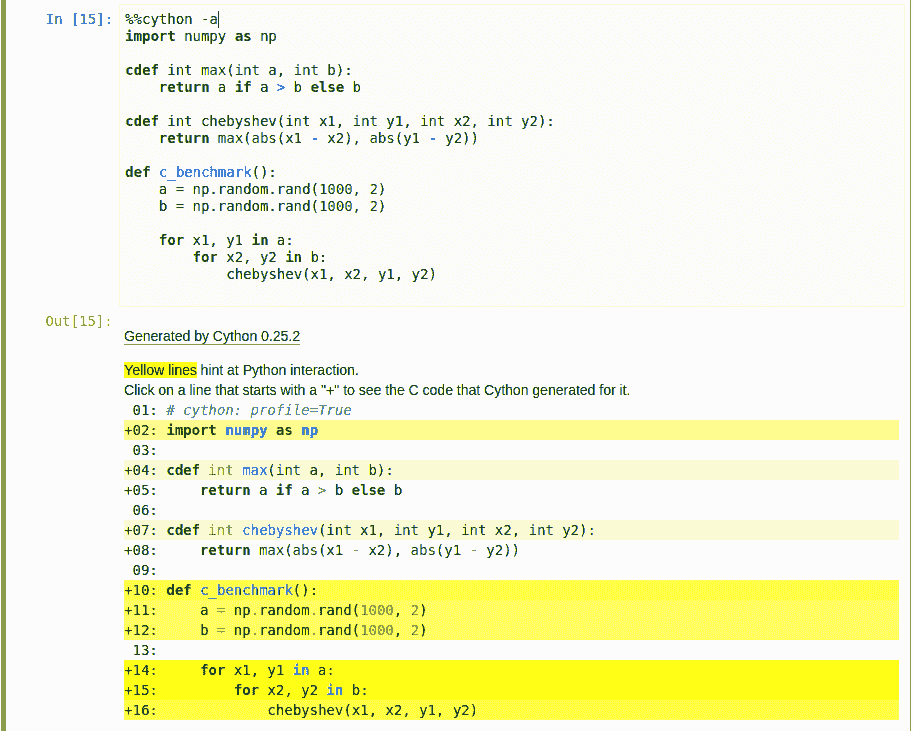 In [15]: %%cython -a
import numpy as np
cdef int max(int a, int b):
    return a if a > b else b
cdef int chebyshev(int x1, int y1, int x2, int y2):
    return max(abs(x1 - x2), abs(y1 - y2))
def c_benchmark():
    a = np.random.rand(1000, 2)
    b = np.random.rand(1000, 2)
    for x1, y1 in a:
        for x2, y2 in b:
            chebyshev(x1, x2, y1, y2)
Out[15]:
Generated by Cython 0.25.2
Yellow lines hint at Python interaction.
Click on a line that starts with a "+" to see the C code that Cython generated for it.
 01: # cython: profile=True
+02: import numpy as np
 03:
+04: cdef int max(int a, int b):
+05:     return a if a > b else b
 06:
+07: cdef int chebyshev(int x1, int y1, int x2, int y2):
+08:     return max(abs(x1 - x2), abs(y1 - y2))
 09:
+10: def c_benchmark():
+11:     a = np.random.rand(1000, 2)
+12:     b = np.random.rand(1000, 2)
 13:
+14:     for x1, y1 in a:
+15:         for x2, y2 in b:
+16:             chebyshev(x1, x2, y1, y2)